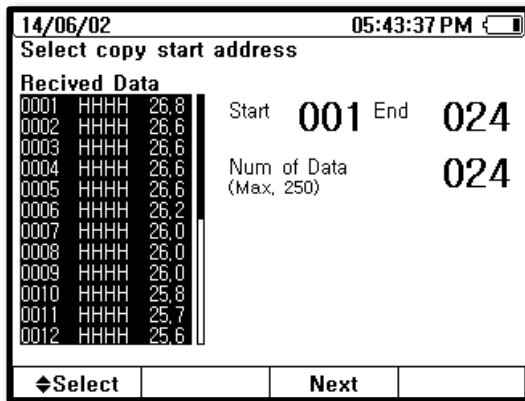 14/06/02 05:43:37 PM
Select copy start address
Recived Data
0001 HHHH 26,8
0002 HHHH 26,6
0003 HHHH 26,6
0004 HHHH 26,6
0005 HHHH 26,6
0006 HHHH 26,2
0007 HHHH 26,0
0008 HHHH 26,0
0009 HHHH 26,0
0010 HHHH 25,8
0011 HHHH 25,7
0012 HHHH 25,6
Start 001 End 024
Num of Data 024
(Max, 250)
Select Next